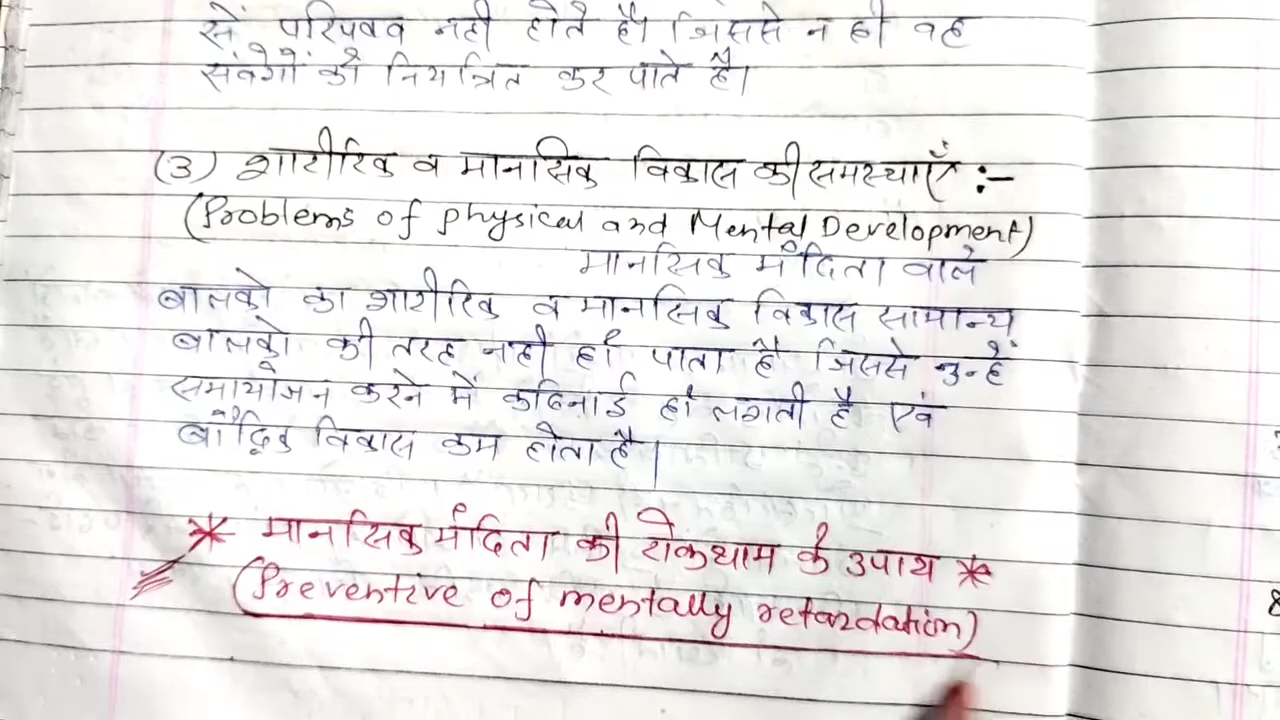 से परिपक्व नही होते है। जिससे न ही वह
संवेगों को नियंत्रित कर पाते है।
(3) शारीरिक व मानसिक विकास की समस्याएँ :-
(Problems of physical and Mental Development)
मानसिक मंदिता वाले
बालको का शारीरिक व मानसिक विकास सामान्य
बालको की तरह नही हो पाता है जिससे उन्हे
समायोजन करने में कठिनाई हो लगती है एवं
बौद्धिक विकास कम होता है।
* मानसिक मंदिता की रोकथाम के उपाय *
(Preventive of mentally retardation)